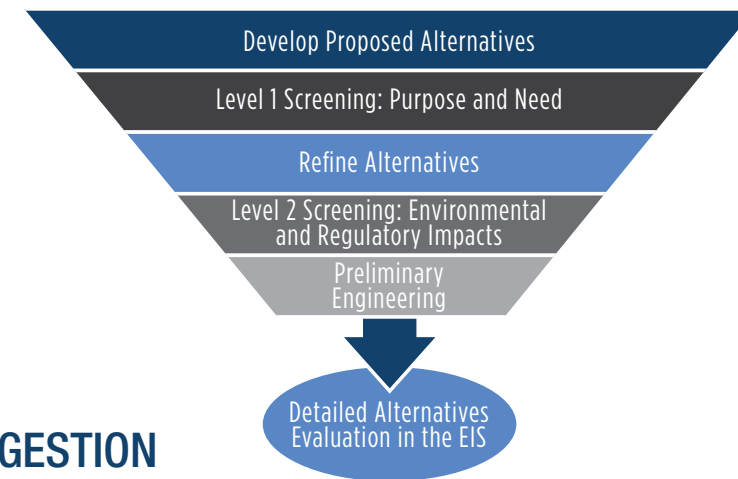 Develop Proposed Alternatives
Level 1 Screening: Purpose and Need
Refine Alternatives
Level 2 Screening: Environmental
and Regulatory Impacts
Preliminary
Engineering
Detailed Alternatives
Evaluation in the EIS
GESTION